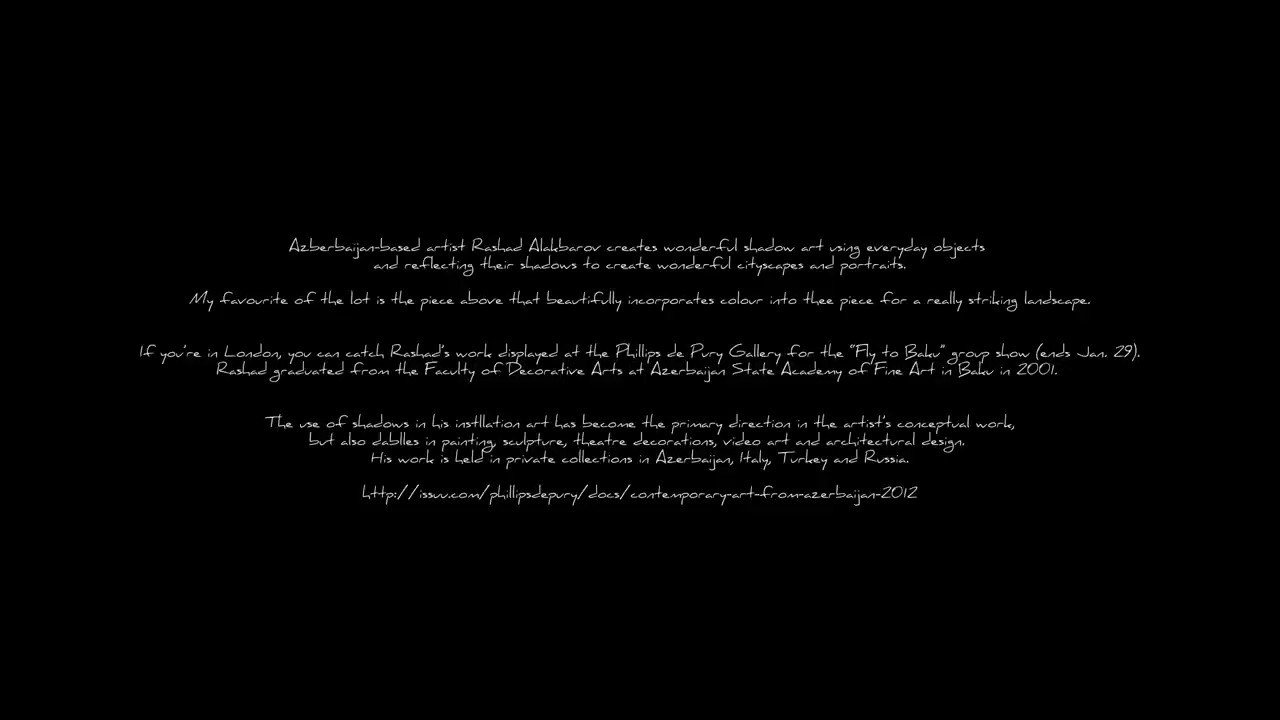 Azberbaijan-based artist Rashad Alakbarov creates wonderful shadow art using everyday objects
and reflecting their shadows to create wonderful cityscapes and portraits.
My favourite of the lot is the piece above that beautifully incorporates colour into thee piece for a really striking landscape.
If you're in London, you can catch Rashad's work displayed at the Phillips de Pury Gallery for the "Fly to Baku" group show (ends Jan. 29).
Rashad graduated from the Faculty of Decorative Arts at Azerbaijan State Academy of Fine Art in Baku in 2001.
The use of shadows in his instllation art has become the primary direction in the artist's conceptual work,
but also dablles in painting, sculpture, theatre decorations, video art and architectural design.
His work is held in private collections in Azerbaijan, Italy, Turkey and Russia.
http://issuu.com/phillipsdepury/docs/contemporary-art-from-azerbaijan-2012